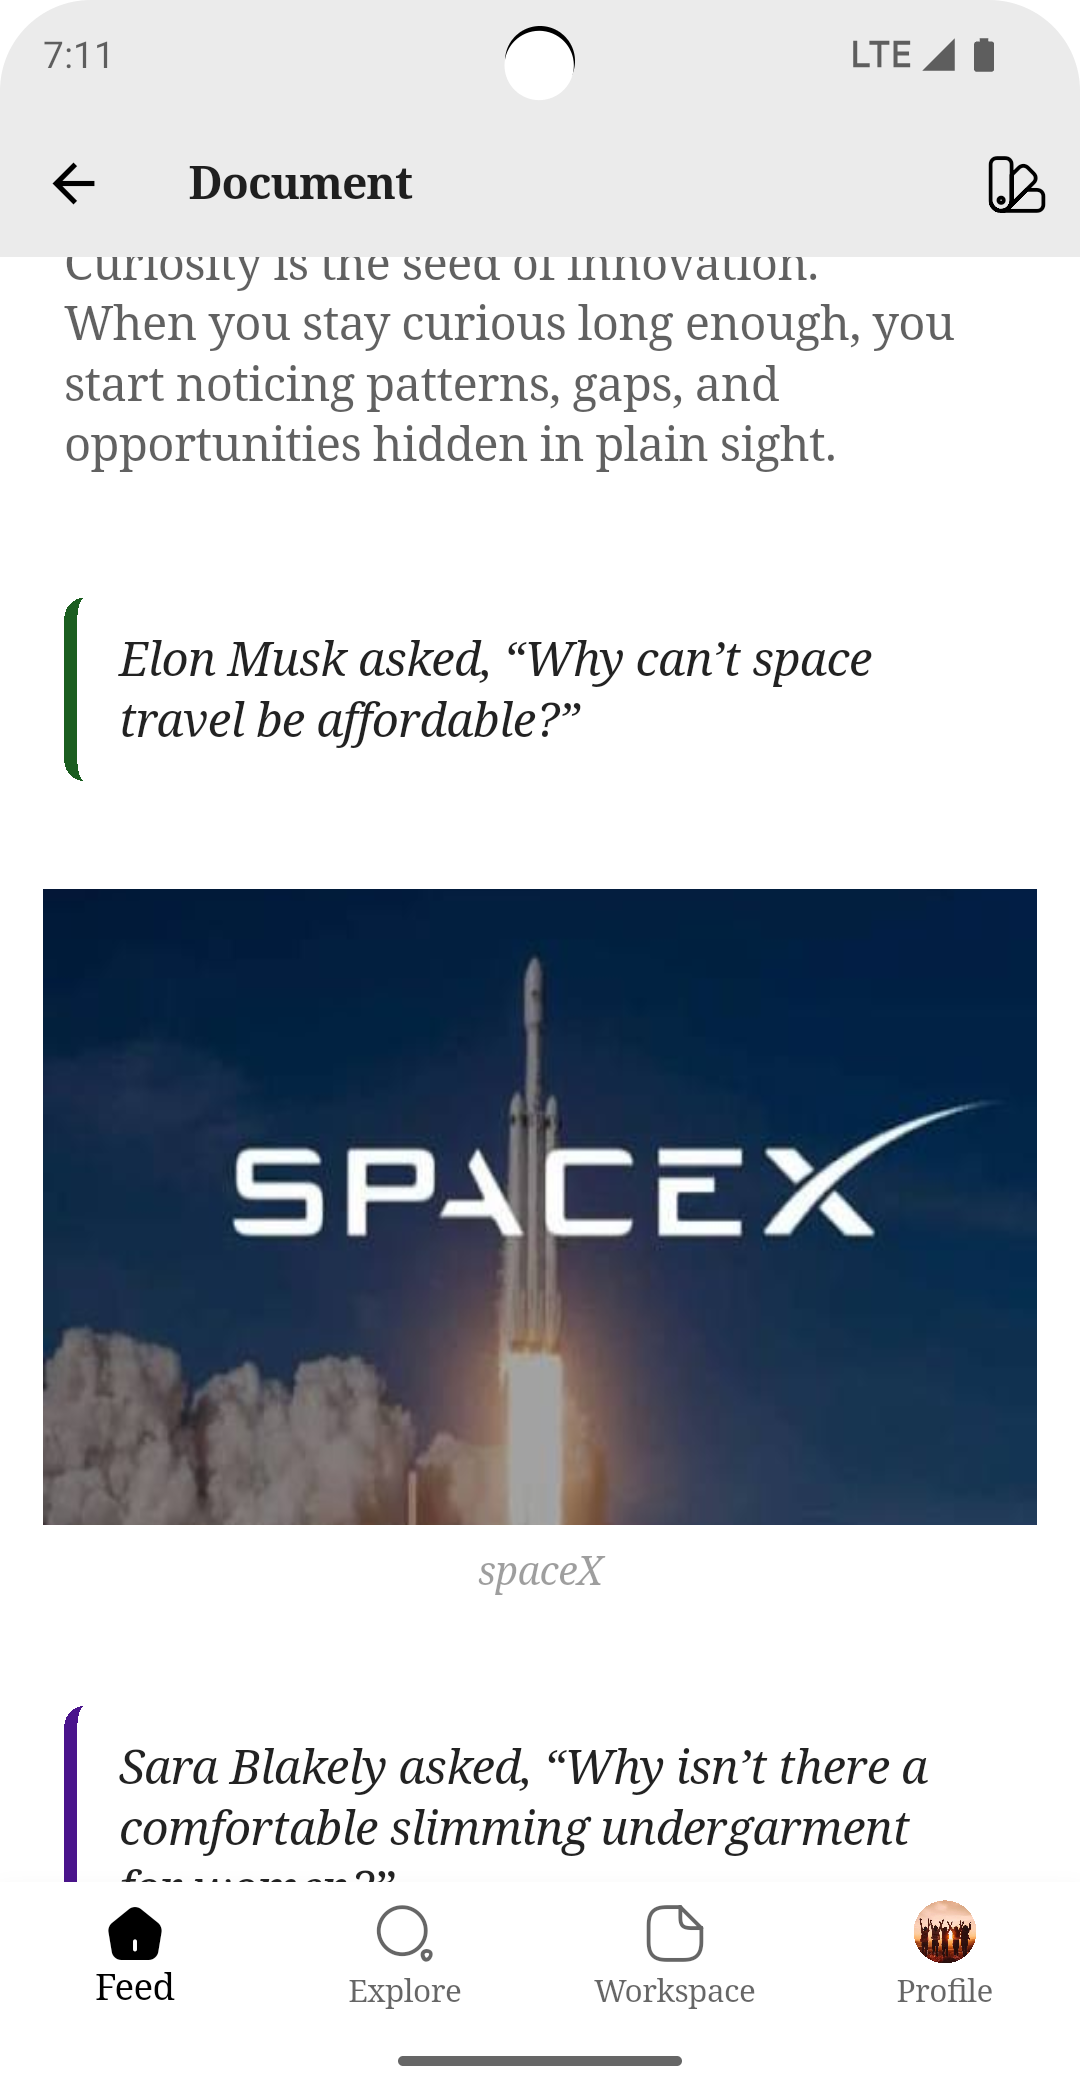 7:11
LTE
Document
Curiosity is the seed of innovation.
When you stay curious long enough, you
start noticing patterns, gaps, and
opportunities hidden in plain sight.
Elon Musk asked, “Why can’t space
travel be affordable?”
SPACEX
spaceX
Sara Blakely asked, “Why isn’t there a
comfortable slimming undergarment
for women?”
Feed
Explore
Workspace
Profile